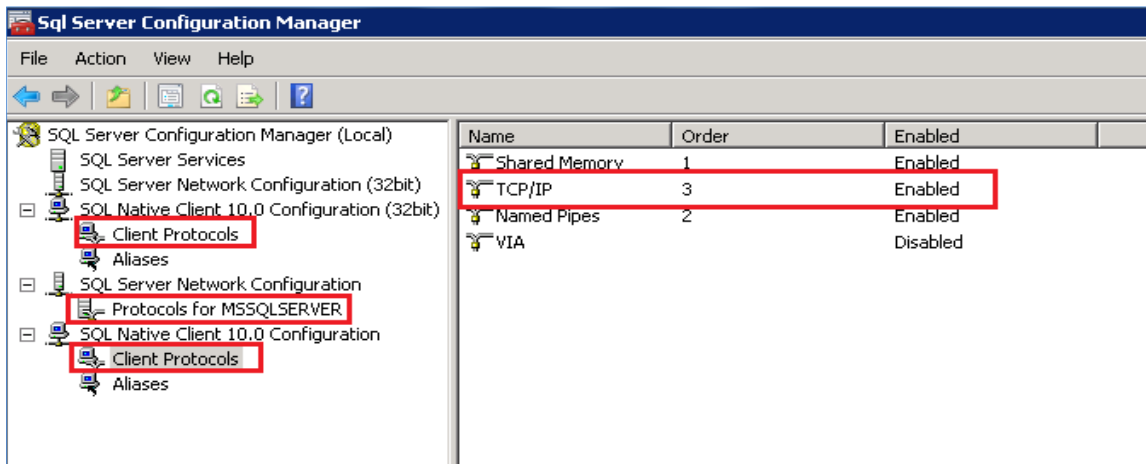 Sql Server Configuration Manager
File Action View Help
SQL Server Configuration Manager (Local)
SQL Server Services
SQL Server Network Configuration (32bit)
SQL Native Client 10.0 Configuration (32bit)
Client Protocols
Aliases
SQL Server Network Configuration
Protocols for MSSQLSERVER
SQL Native Client 10.0 Configuration
Client Protocols
Aliases
Name Order Enabled
Shared Memory 1 Enabled
TCP/IP 3 Enabled
Named Pipes 2 Enabled
VIA Disabled